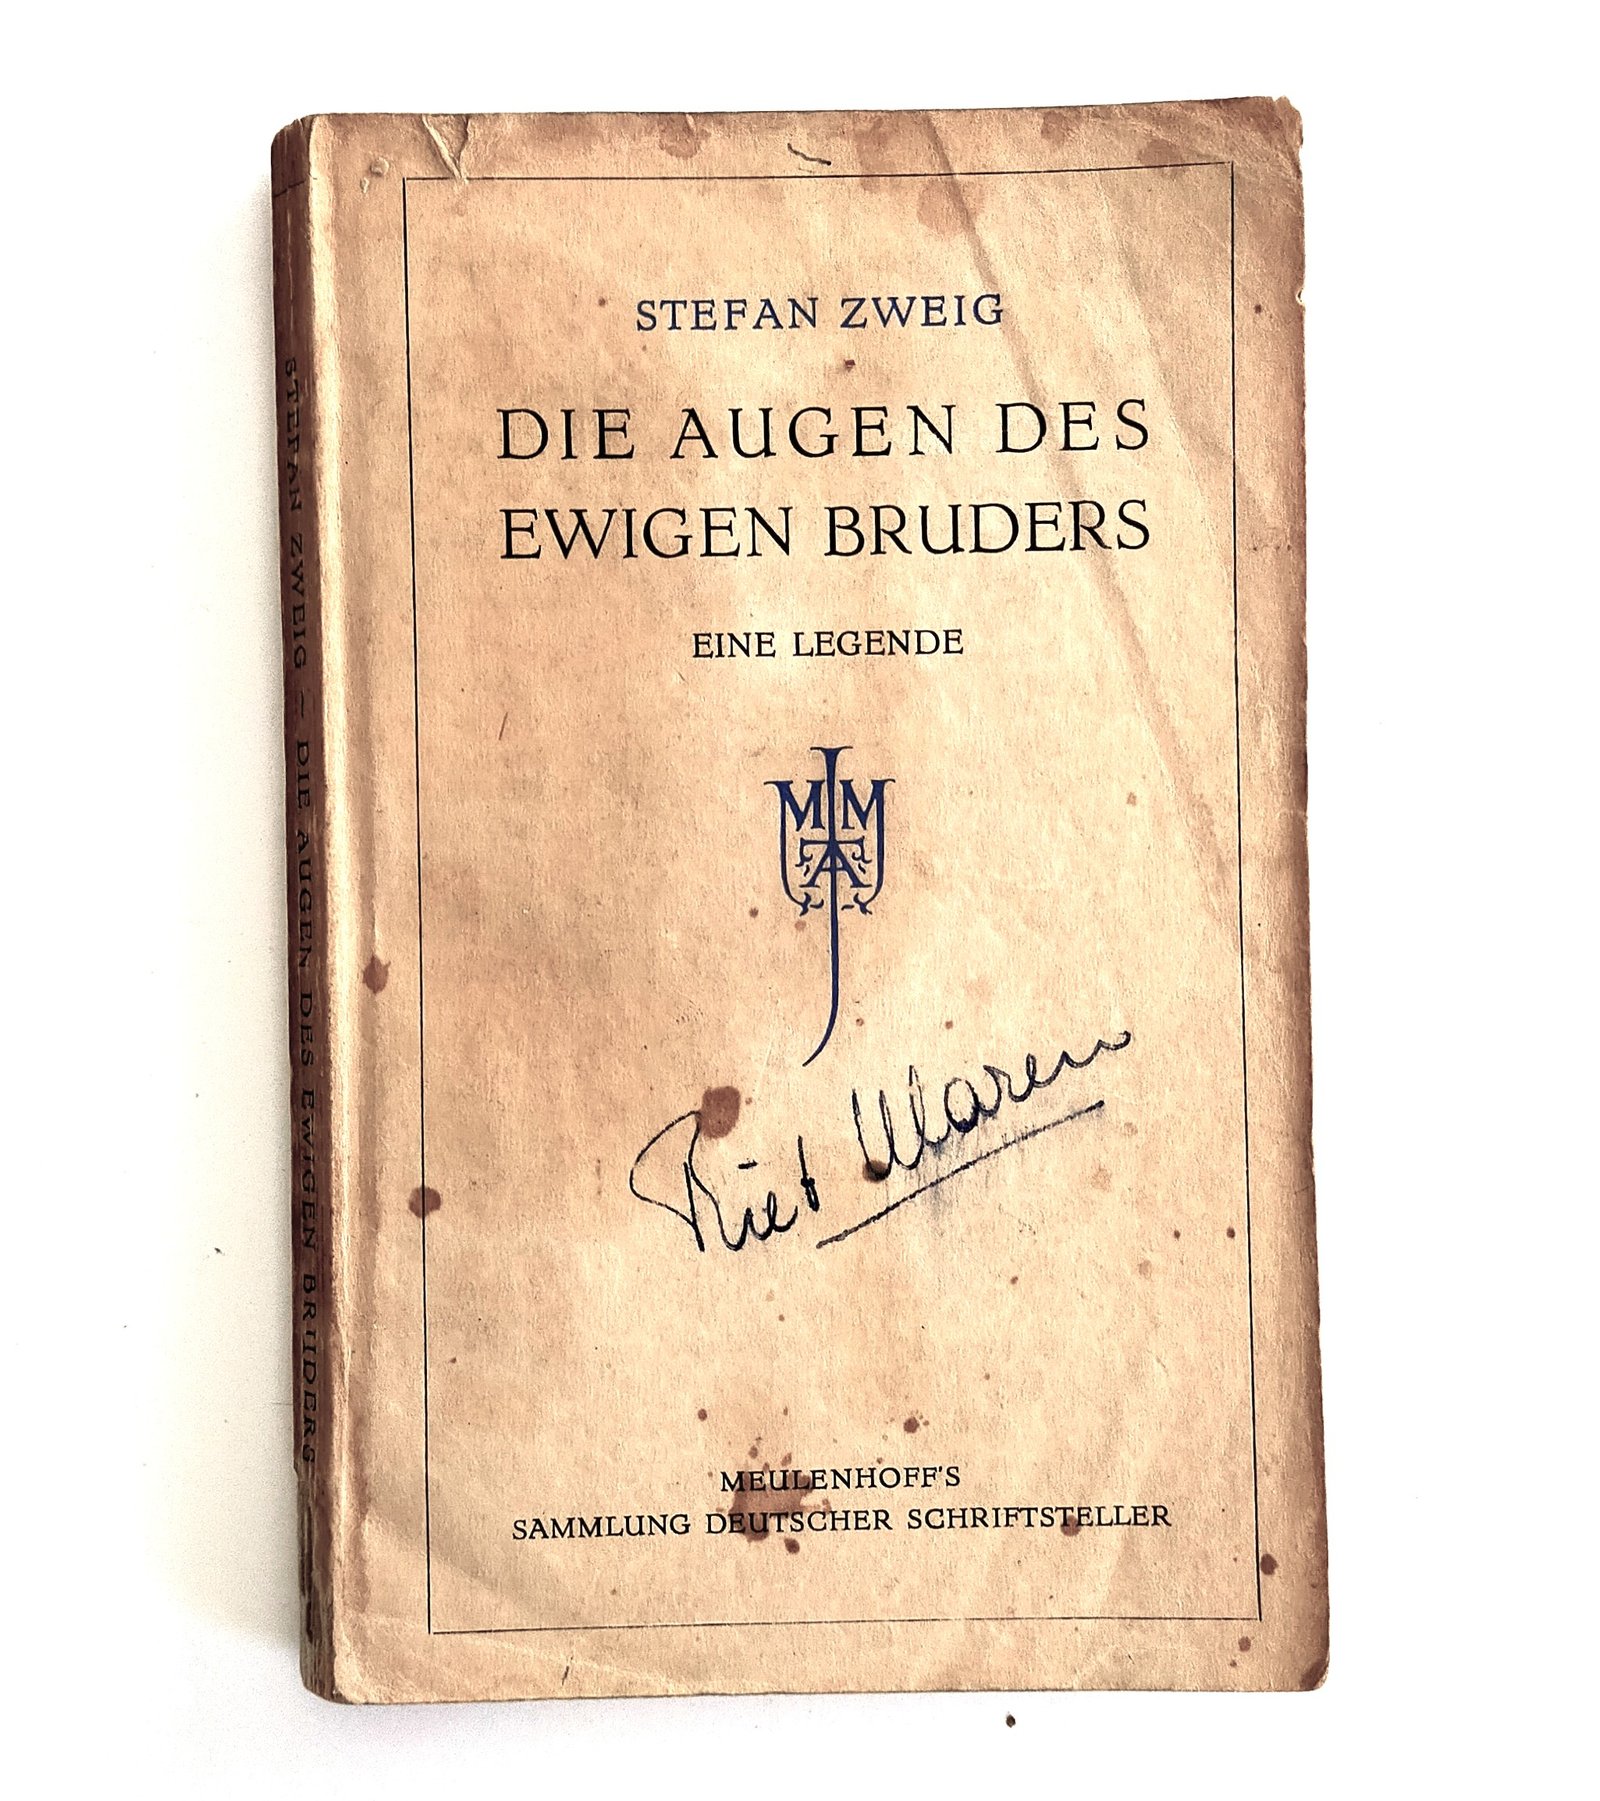 STEFAN ZWEIG
DIE AUGEN DES
EWIGEN BRUDERS
EINE LEGENDE
JMMA
Riet Maren
MEULENHOFF'S
SAMMLUNG DEUTSCHER SCHRIFTSTELLER
STEFAN ZWEIG – DIE AUGEN DES EWIGEN BRUDERS